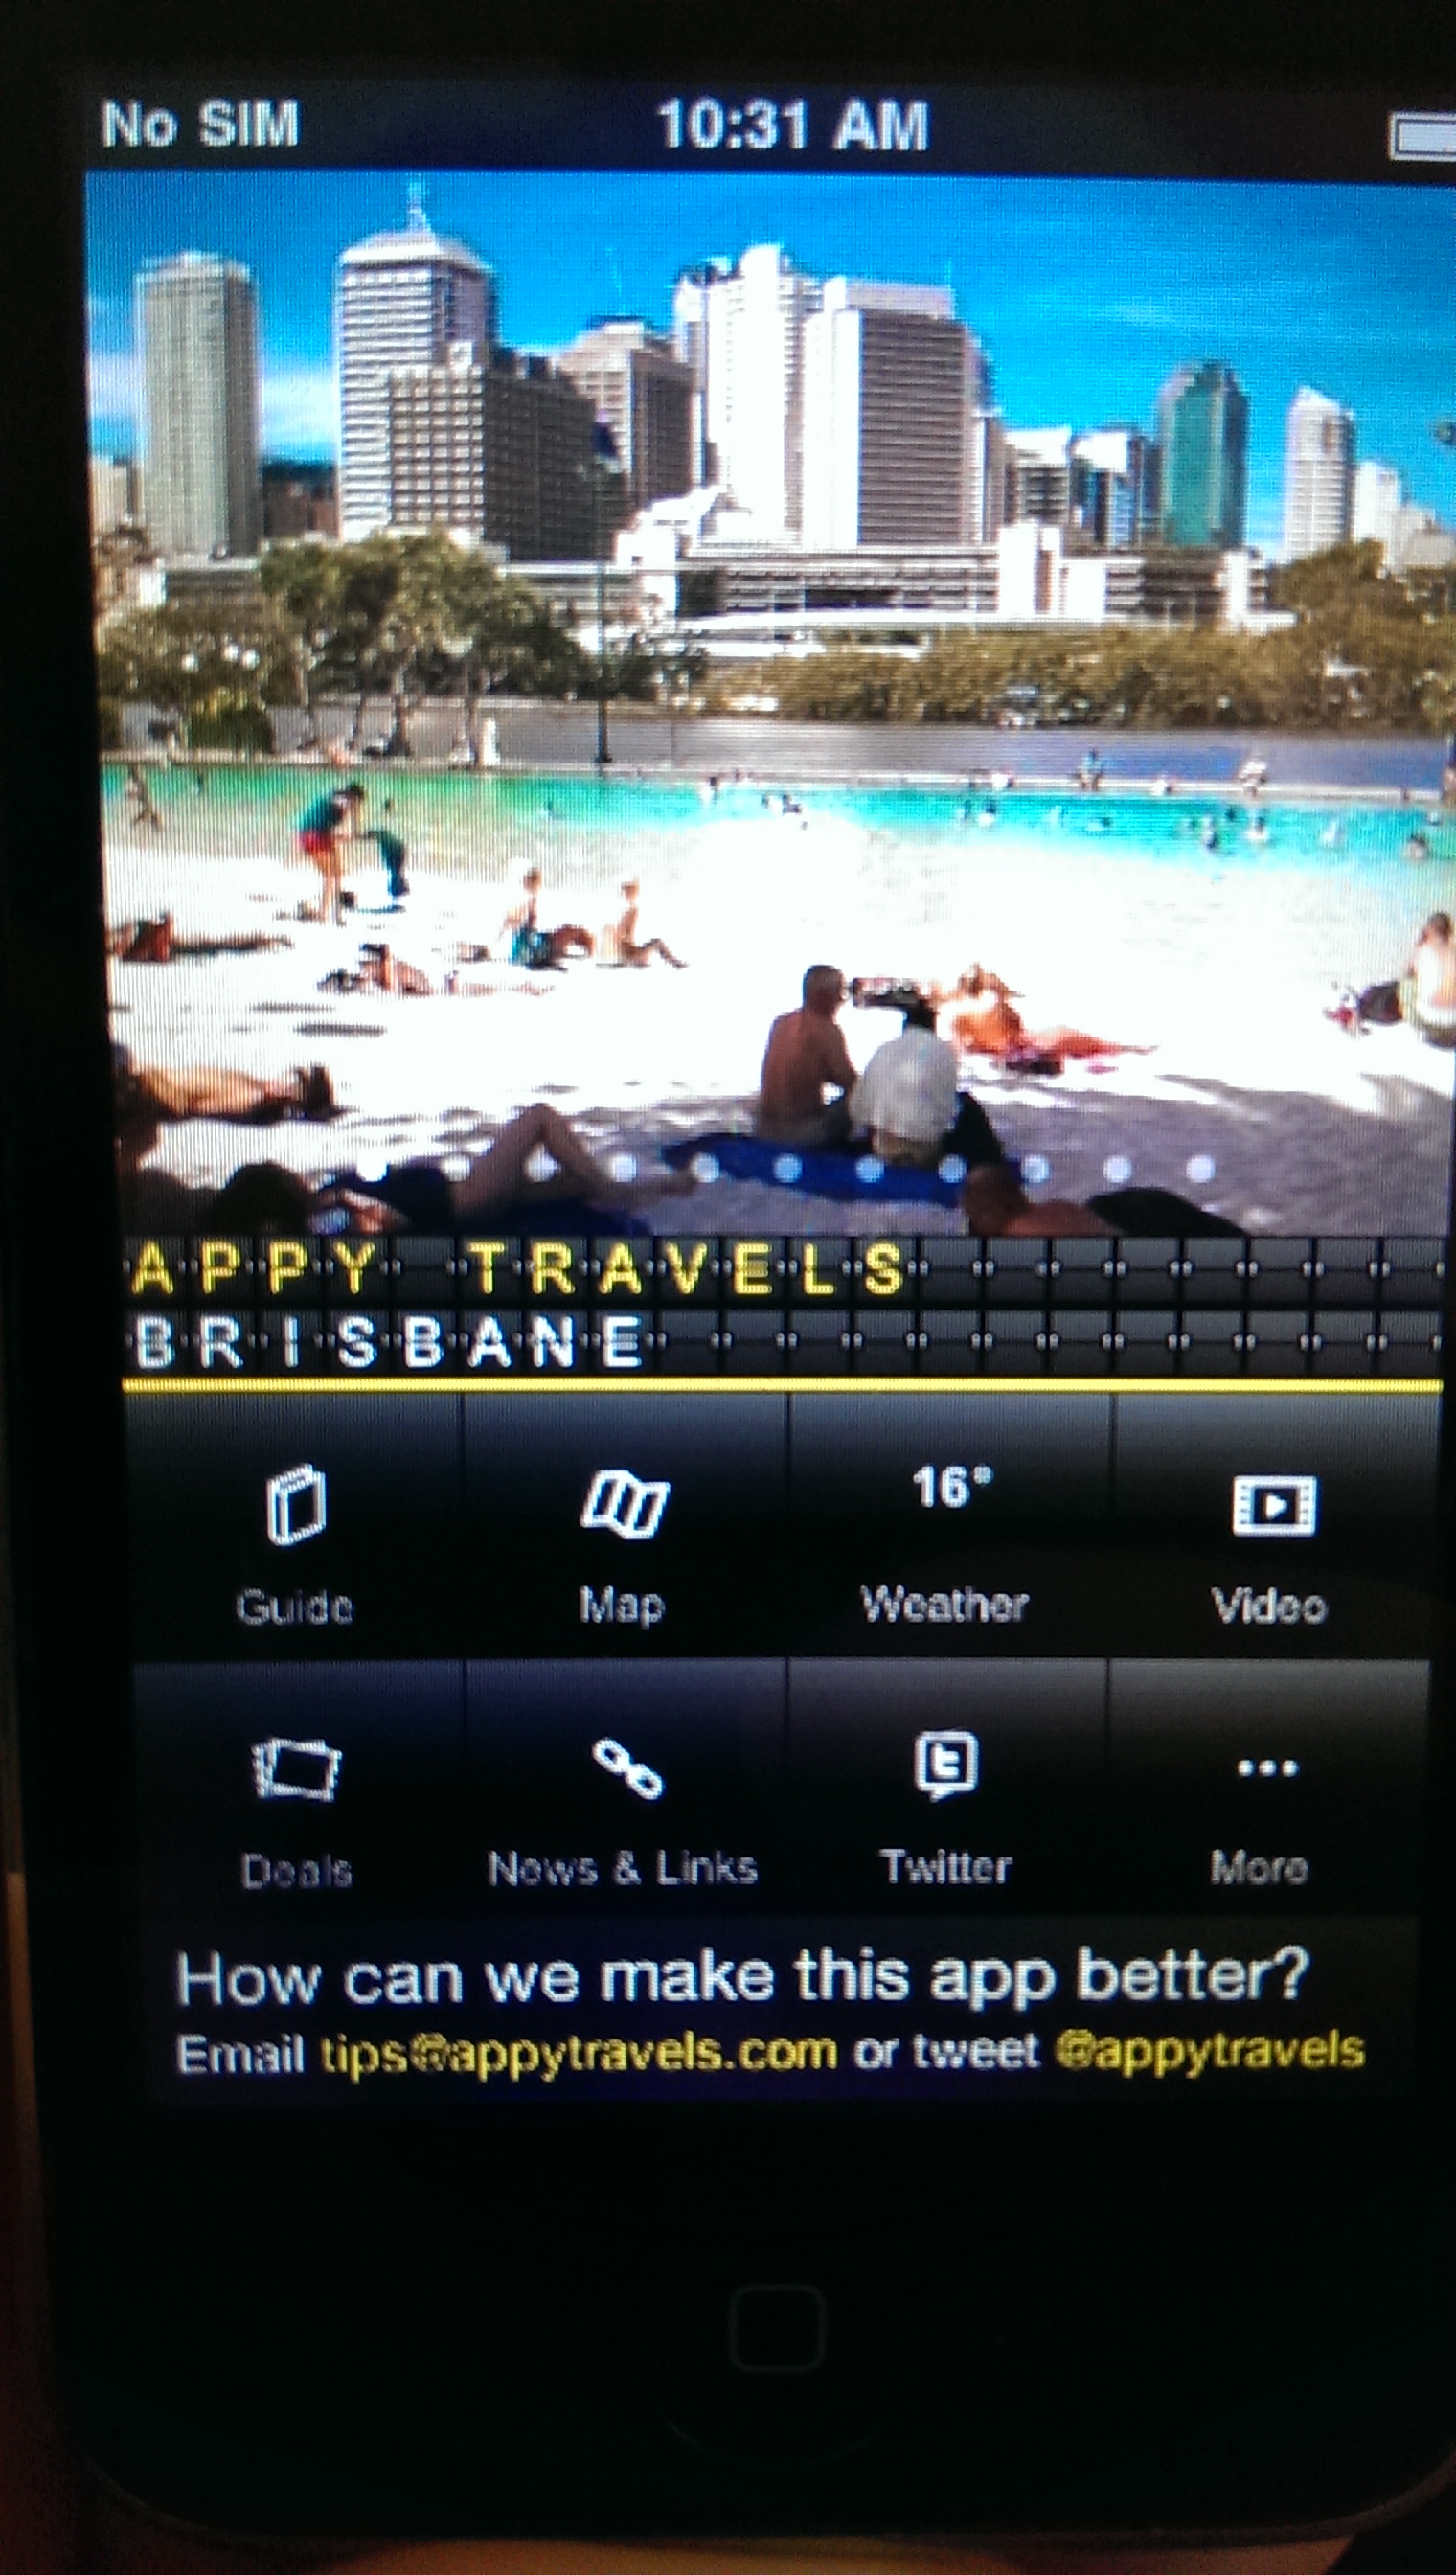 No SIM 10:31 AM
APPY TRAVELS
BRISBANE
16°
Guide Map Weather Video
Deals News & Links Twitter More
How can we make this app better?
Email tips@appytravels.com or tweet @appytravels